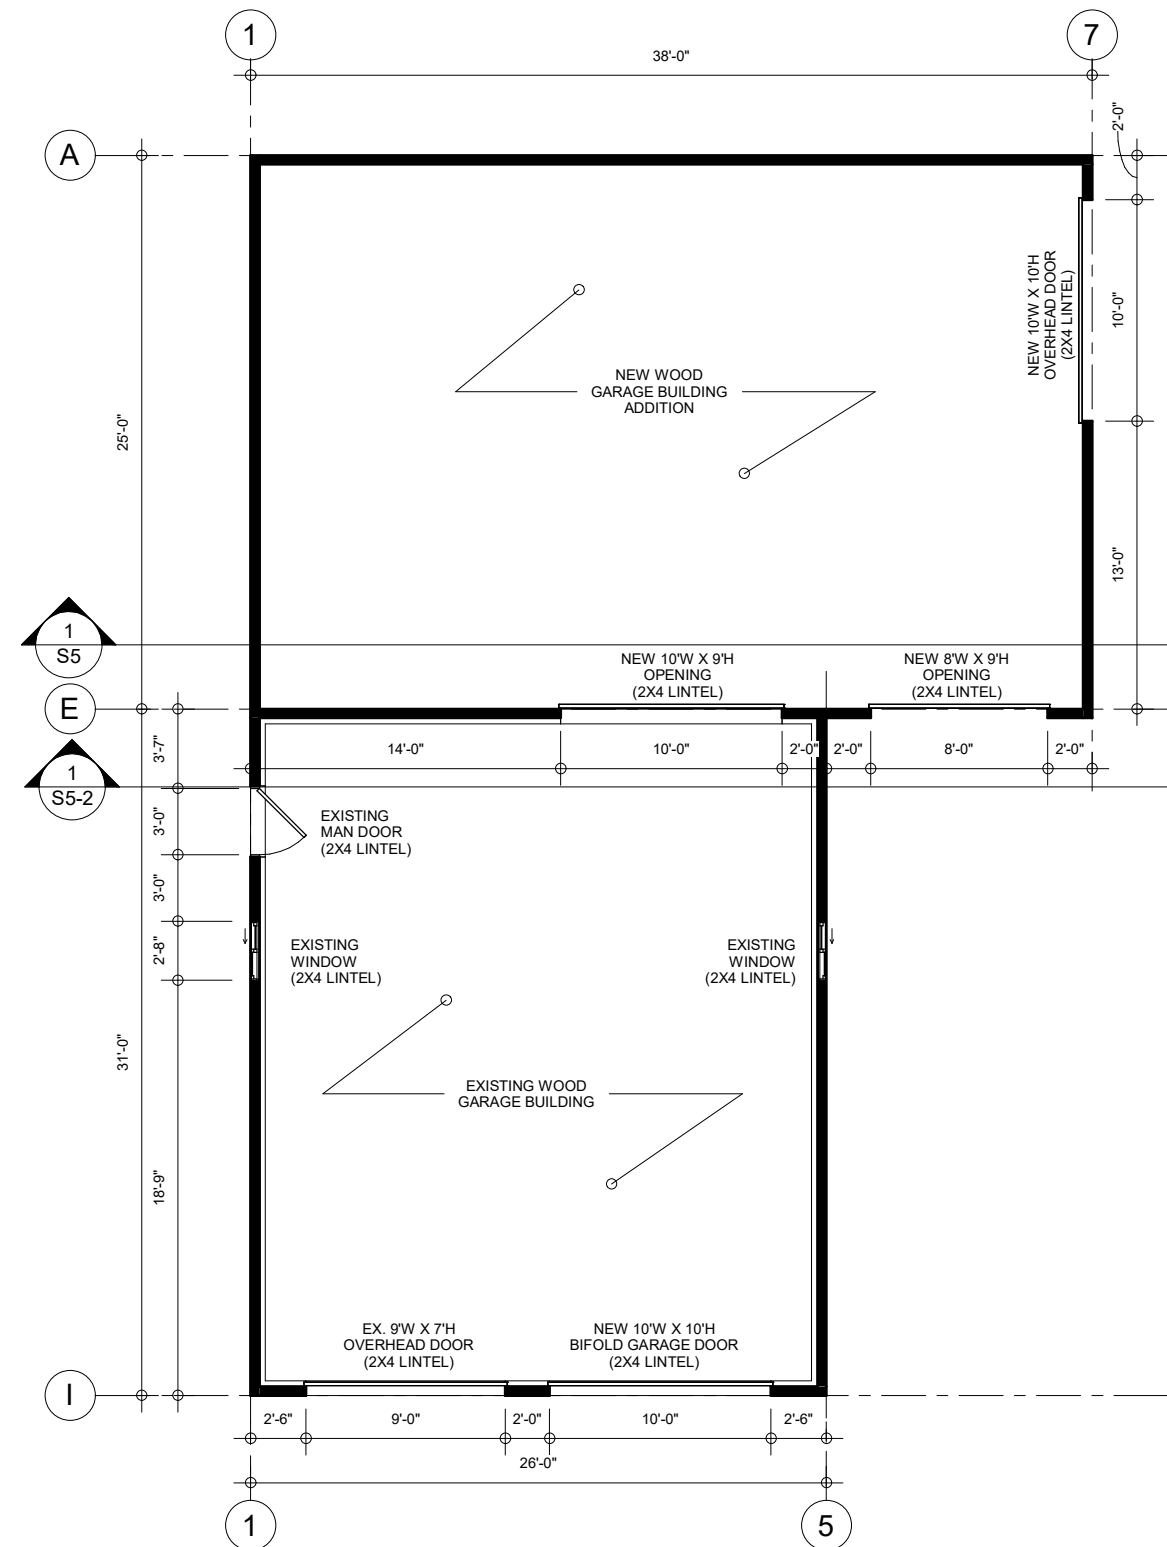 1
7
38'-0"
2'-0"
A
NEW 10'W X 10'H
OVERHEAD DOOR
(2X4 LINTEL)
10'-0"
NEW WOOD
GARAGE BUILDING
ADDITION
25'-0"
13'-0"
1
S5
NEW 10'W X 9'H
OPENING
(2X4 LINTEL)
NEW 8'W X 9'H
OPENING
(2X4 LINTEL)
E
3'-7"
14'-0"
10'-0"
2'-0"
2'-0"
8'-0"
2'-0"
1
S5-2
3'-0"
EXISTING
MAN DOOR
(2X4 LINTEL)
3'-0"
2'-8"
EXISTING
WINDOW
(2X4 LINTEL)
EXISTING
WINDOW
(2X4 LINTEL)
31'-0"
EXISTING WOOD
GARAGE BUILDING
18'-9"
EX. 9'W X 7'H
OVERHEAD DOOR
(2X4 LINTEL)
NEW 10'W X 10'H
BIFOLD GARAGE DOOR
(2X4 LINTEL)
I
2'-6"
9'-0"
2'-0"
10'-0"
2'-6"
26'-0"
1
5